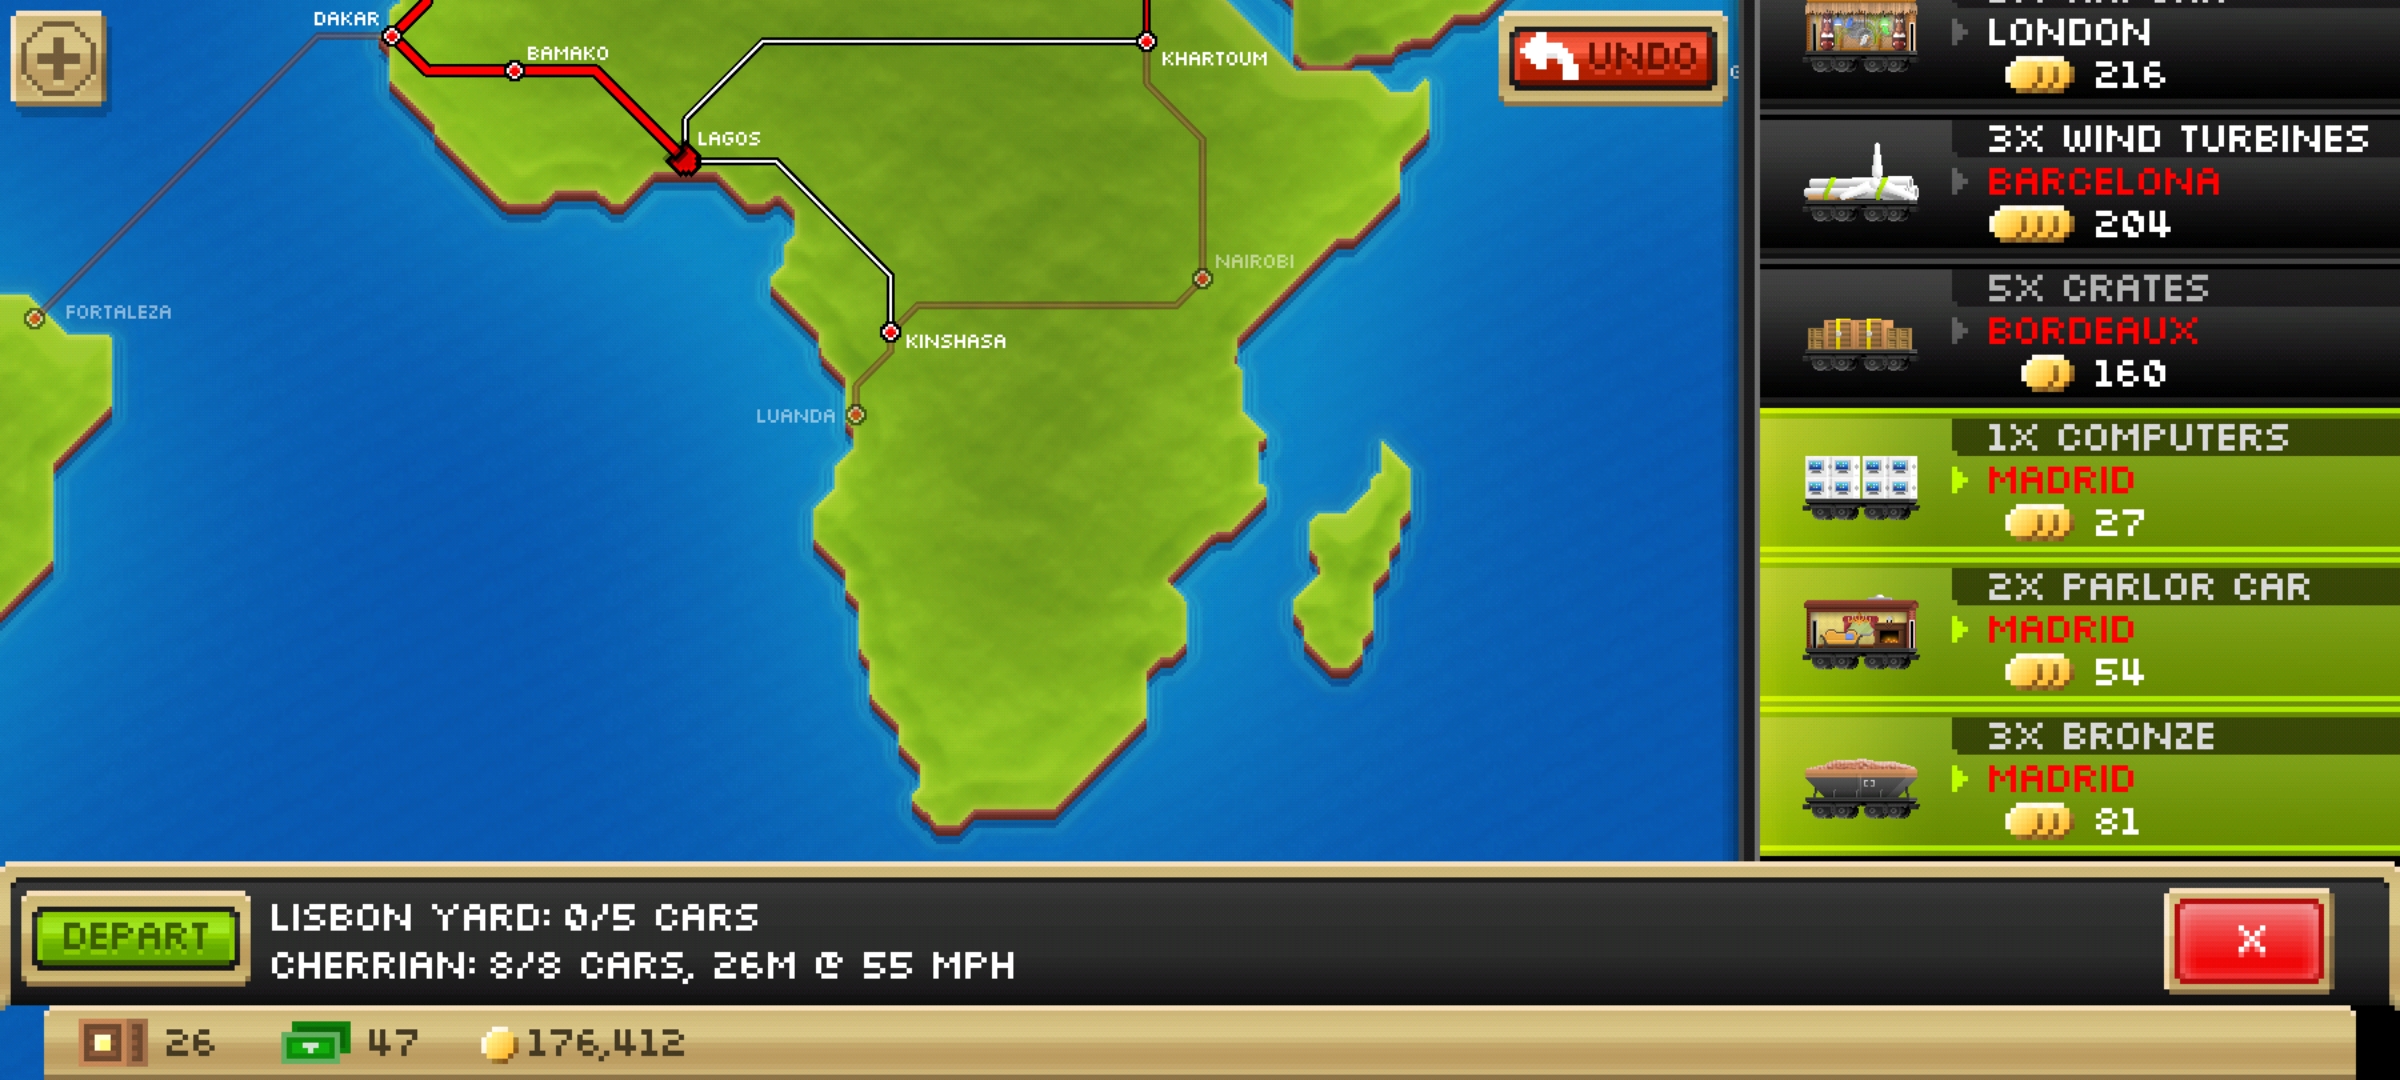 DAKAR
BAMAKO
LAGOS
KHARTOUM
NAIROBI
FORTALEZA
KINSHASA
LUANDA
UNDO
LONDON
216
3X WIND TURBINES
BARCELONA
204
5X CRATES
BORDEAUX
160
1X COMPUTERS
MADRID
27
2X PARLOR CAR
MADRID
54
3X BRONZE
MADRID
81
DEPART
LISBON YARD: 0/5 CARS
CHERRIAN: 8/8 CARS, 26M @ 55 MPH
X
26 47 176,412